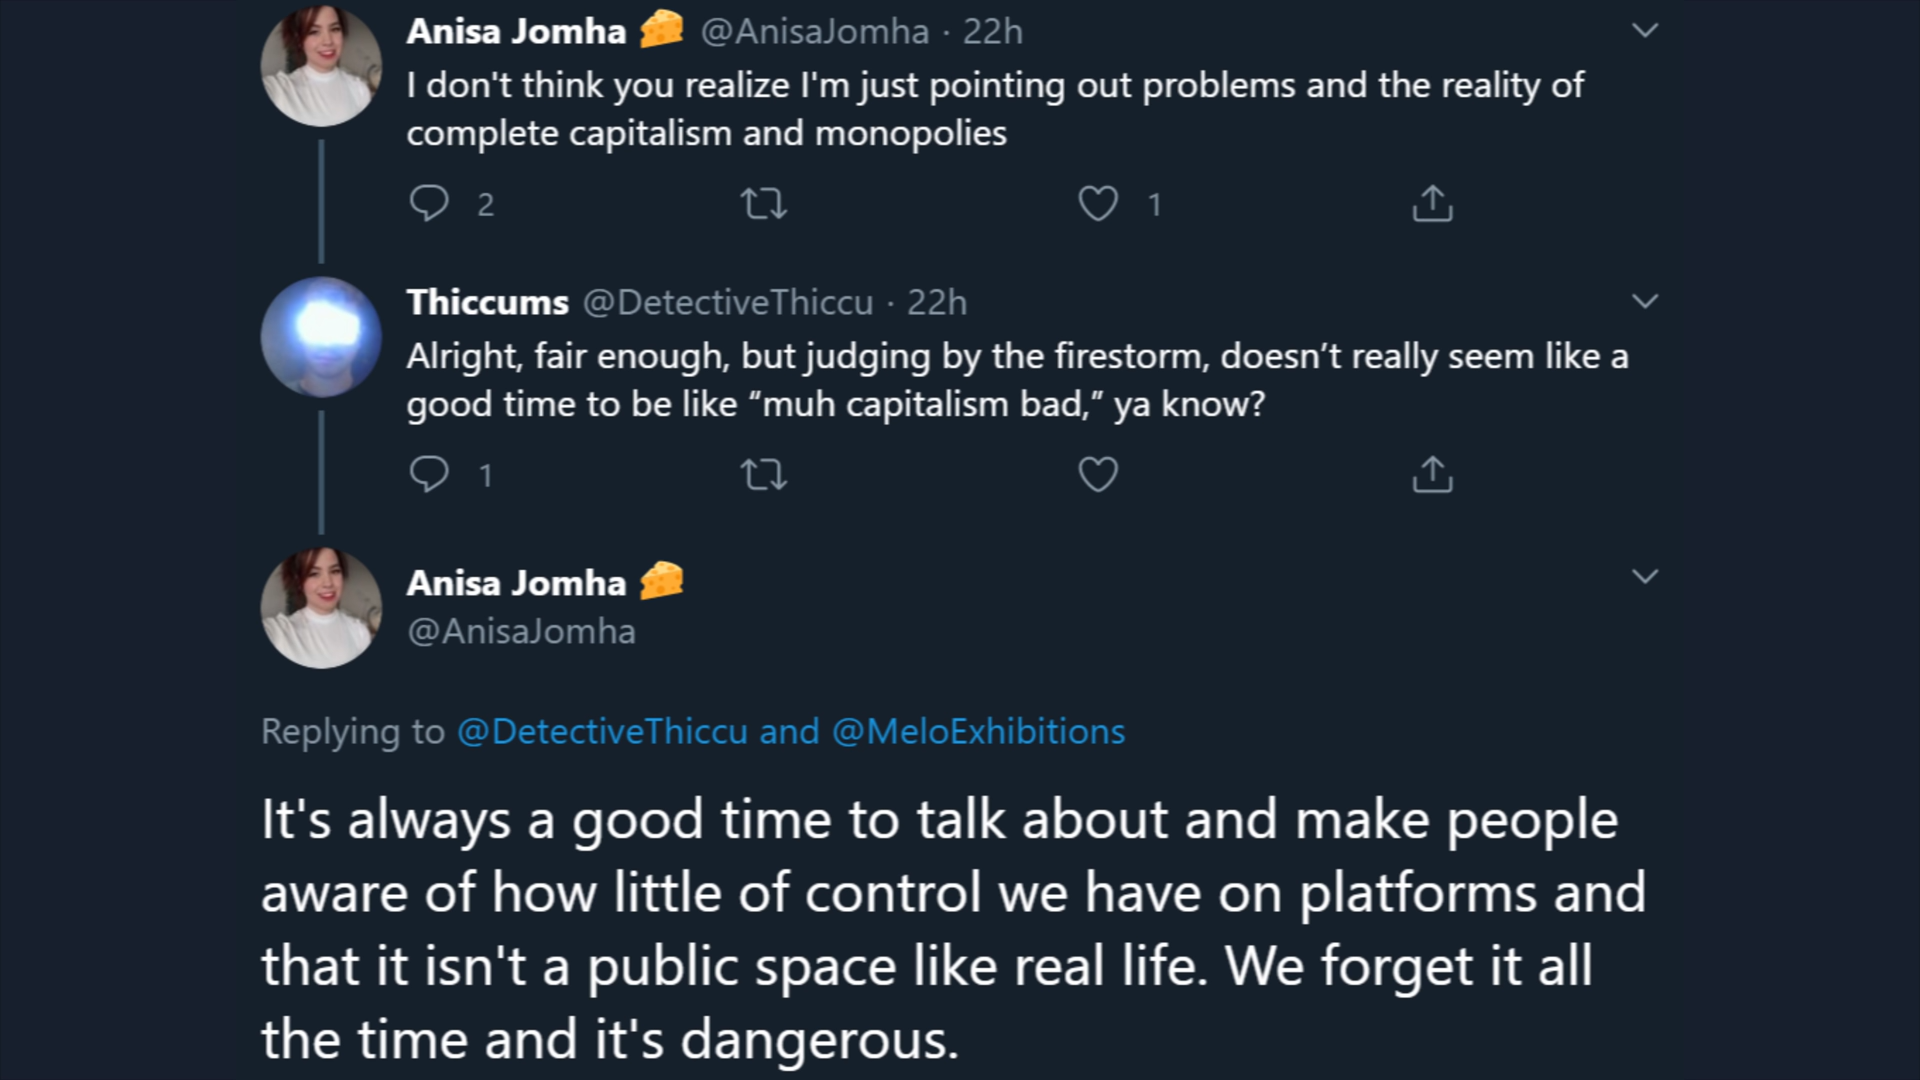 Anisa Jomha 🧀 @AnisaJomha · 22h
I don't think you realize I'm just pointing out problems and the reality of
complete capitalism and monopolies
2 1
Thiccums @DetectiveThiccu · 22h
Alright, fair enough, but judging by the firestorm, doesn’t really seem like a
good time to be like “muh capitalism bad,” ya know?
1
Anisa Jomha 🧀
@AnisaJomha
Replying to @DetectiveThiccu and @MeloExhibitions
It's always a good time to talk about and make people
aware of how little of control we have on platforms and
that it isn't a public space like real life. We forget it all
the time and it's dangerous.